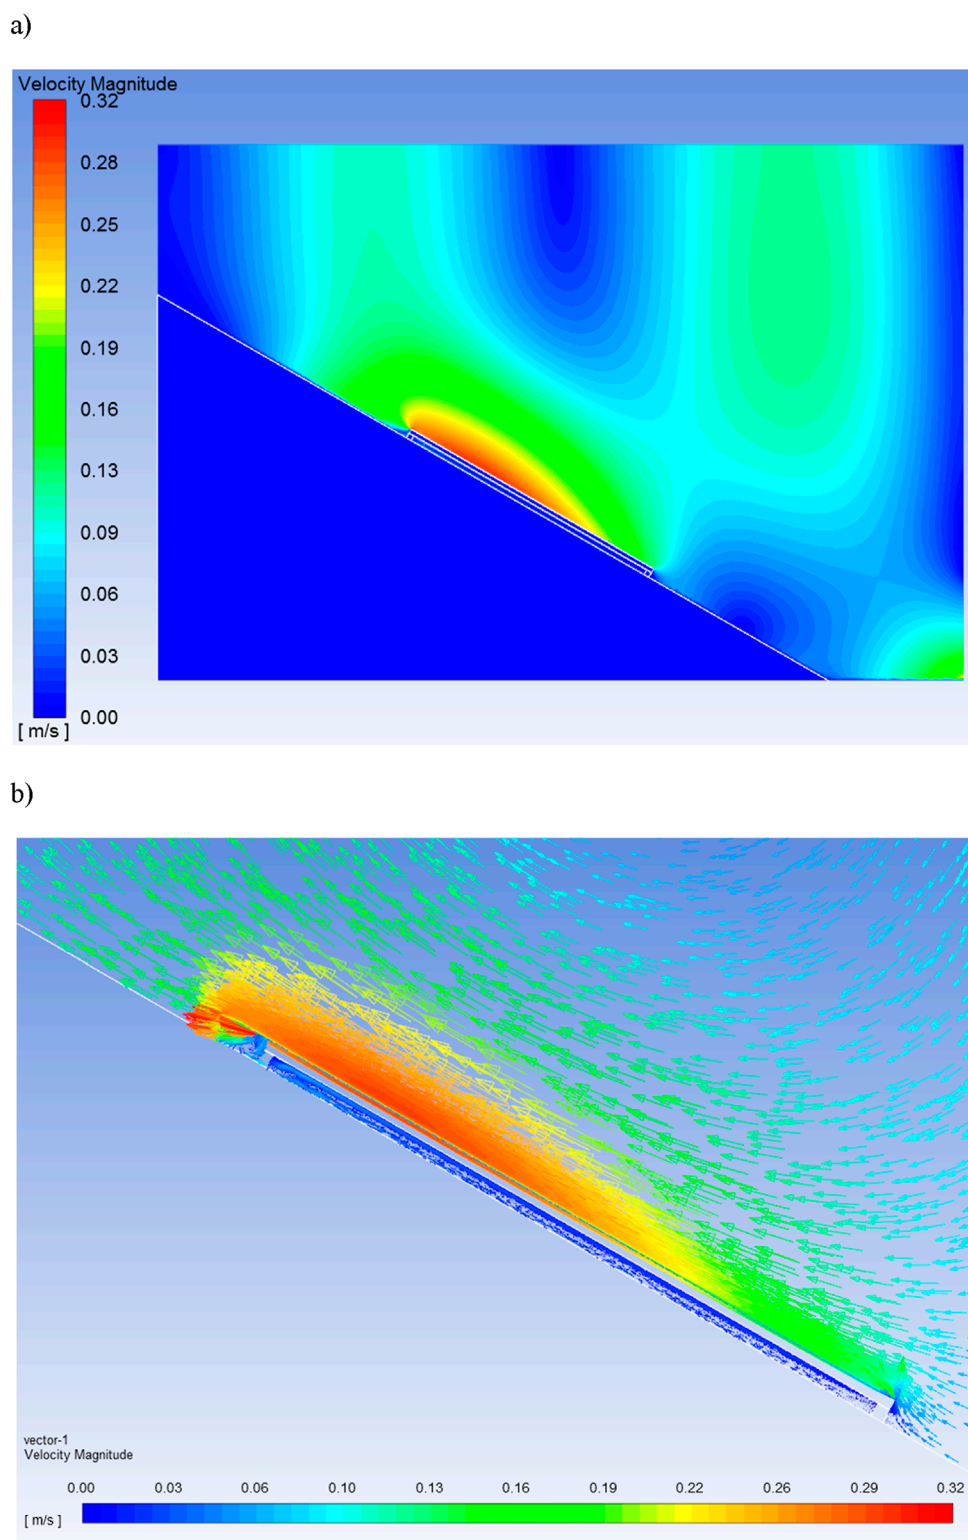 a)
Velocity Magnitude
0.32
0.28
0.25
0.22
0.19
0.16
0.13
0.09
0.06
0.03
0.00
[ m/s ]
b)
vector-1
Velocity Magnitude
0.00 0.03 0.06 0.10 0.13 0.16 0.19 0.22 0.26 0.29 0.32
[ m/s ]